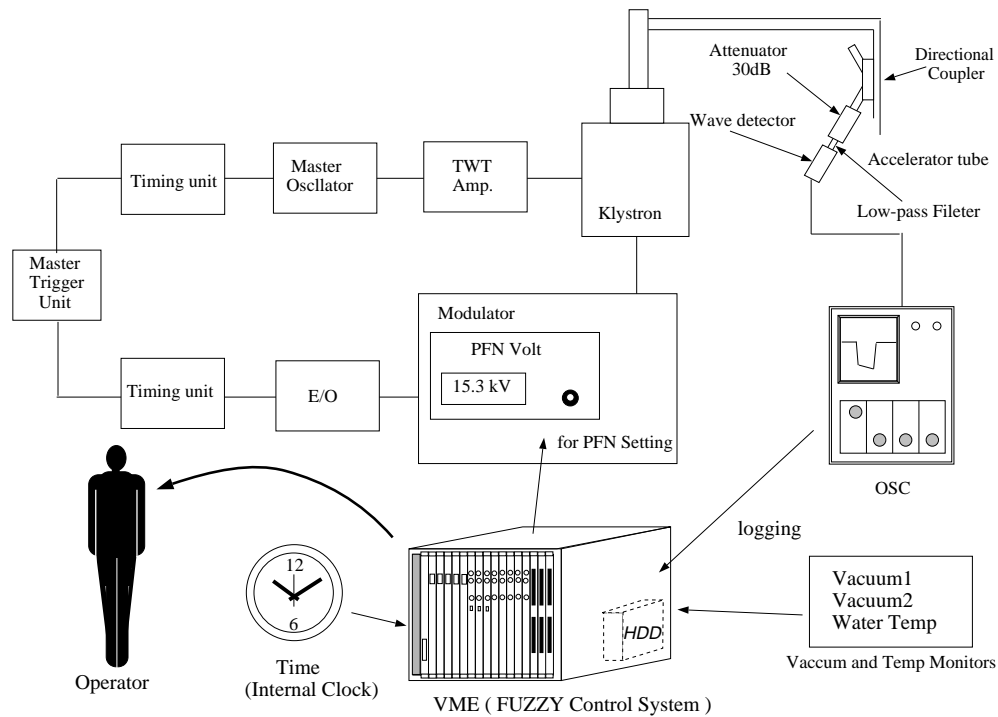 Attenuator
30dB
Directional
Coupler
Wave detector
Accelerator tube
Low-pass Fileter
Timing unit
Master
Oscllator
TWT
Amp.
Klystron
Master
Trigger
Unit
Modulator
PFN Volt
15.3 kV
Timing unit
E/O
for PFN Setting
OSC
logging
12
6
Vacuum1
Vacuum2
Water Temp
HDD
Vaccum and Temp Monitors
Operator
Time
(Internal Clock)
VME ( FUZZY Control System )